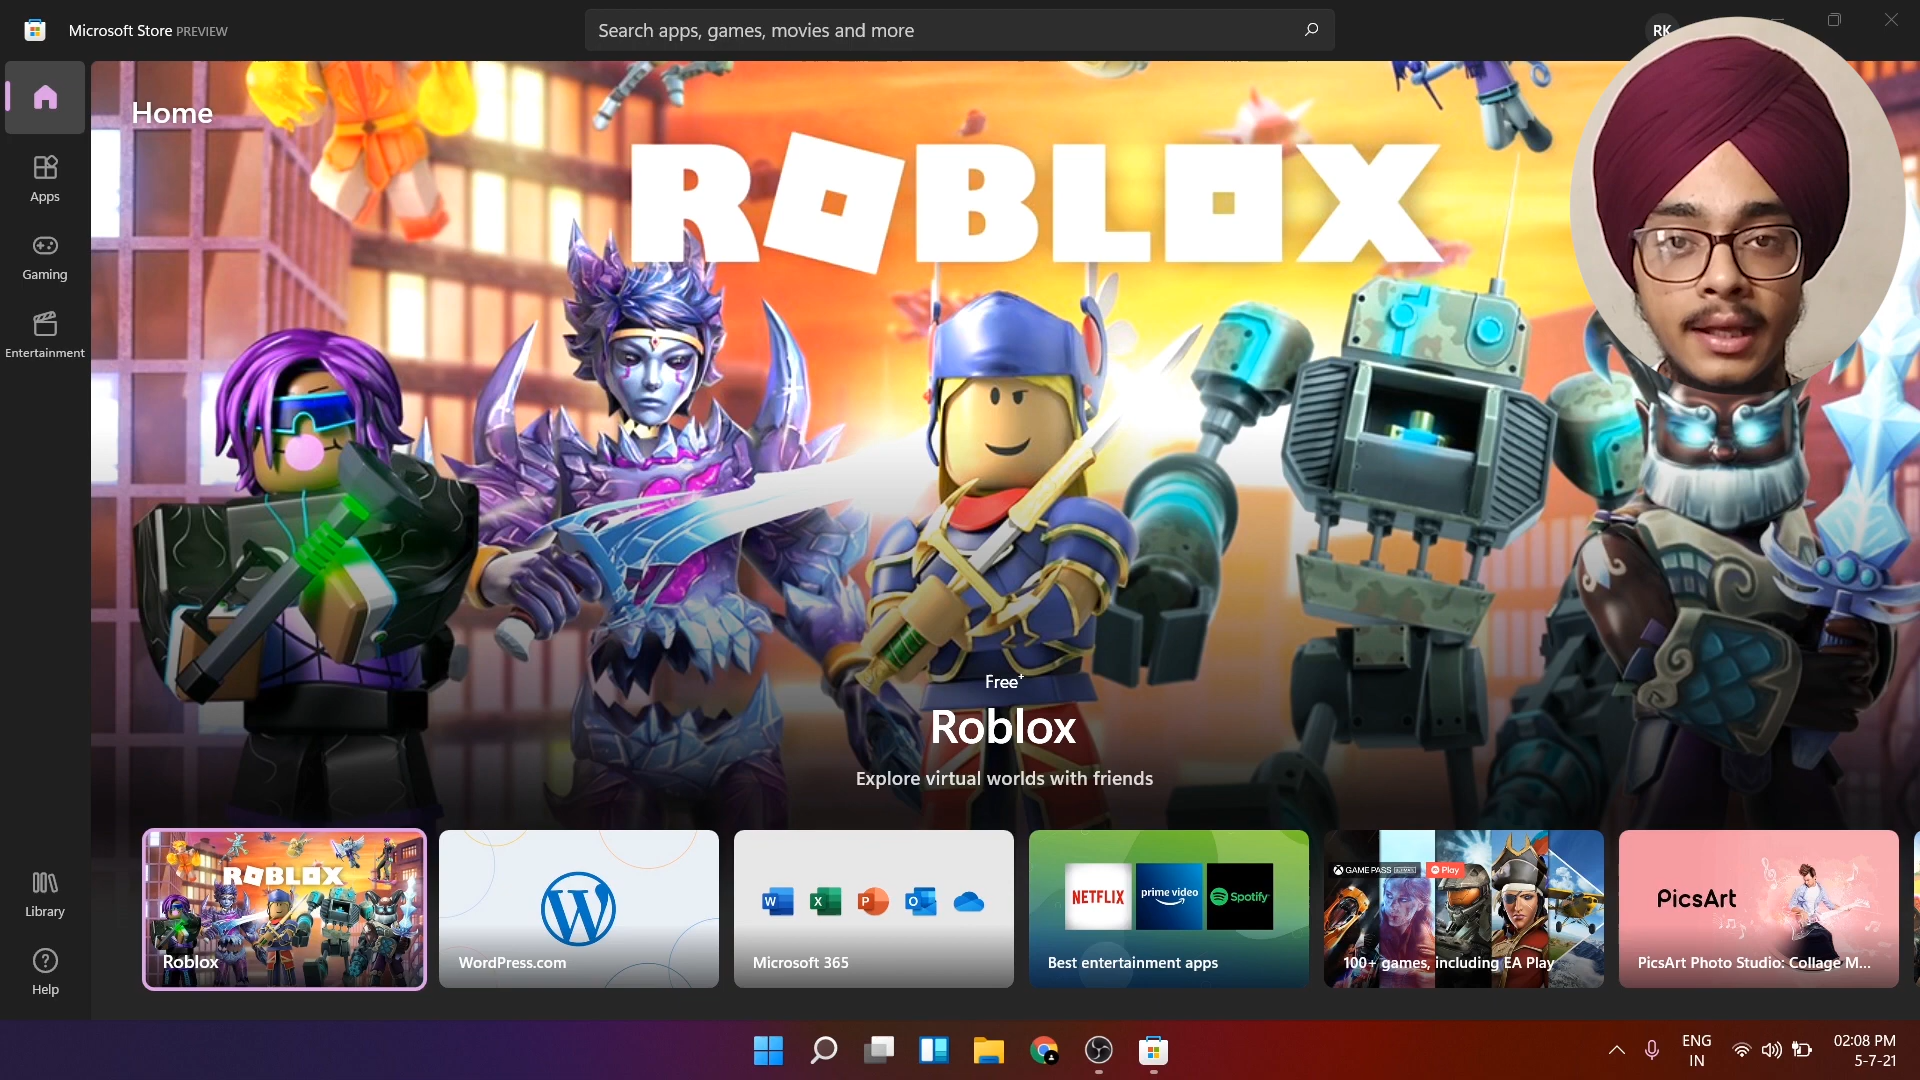 Microsoft Store PREVIEW
Search apps, games, movies and more
RK
Home
Apps
Gaming
Entertainment
Library
Help
ROBLOX
Free+
Roblox
Explore virtual worlds with friends
ROBLOX
Roblox
W
WordPress.com
W X P O
Microsoft 365
NETFLIX
prime video
Spotify
Best entertainment apps
GAME PASS
Play
100+ games, including EA Play
PicsArt
PicsArt Photo Studio: Collage M...
ENG
IN
02:08 PM
5-7-21